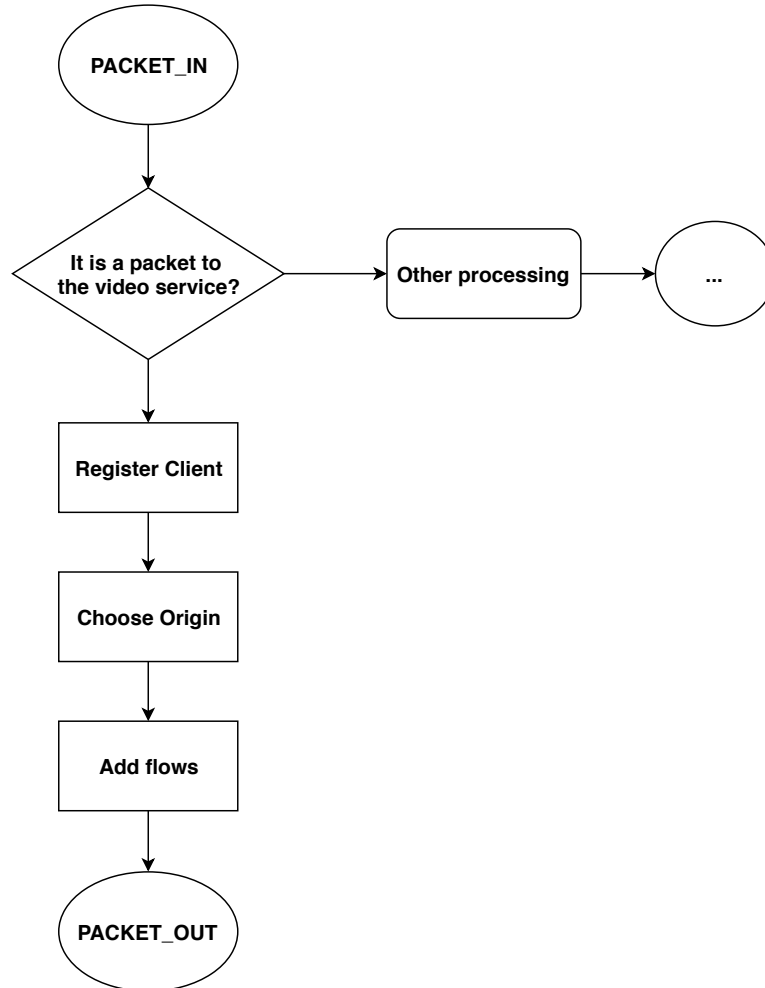 PACKET_IN
It is a packet to
the video service?
Other processing
...
Register Client
Choose Origin
Add flows
PACKET_OUT